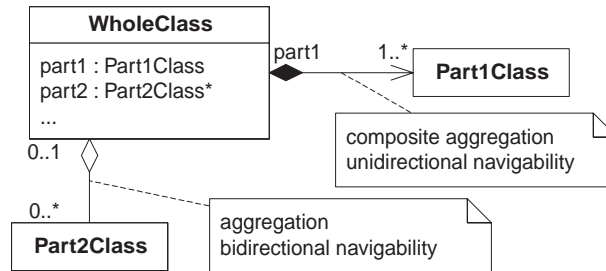 WholeClass
part1 : Part1Class
part2 : Part2Class*
...
part1
1..*
Part1Class
composite aggregation
unidirectional navigability
0..1
0..*
Part2Class
aggregation
bidirectional navigability